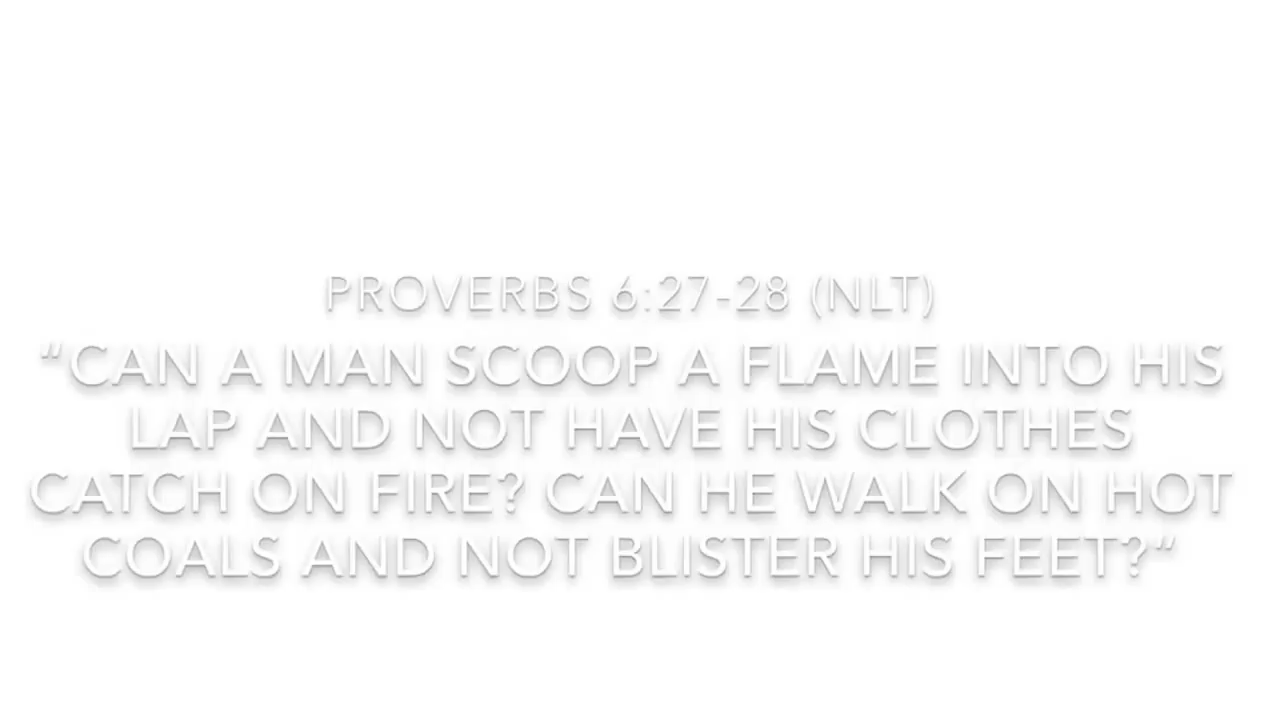 PROVERBS 6:27-28 (NLT)
“CAN A MAN SCOOP A FLAME INTO HIS
LAP AND NOT HAVE HIS CLOTHES
CATCH ON FIRE? CAN HE WALK ON HOT
COALS AND NOT BLISTER HIS FEET?”